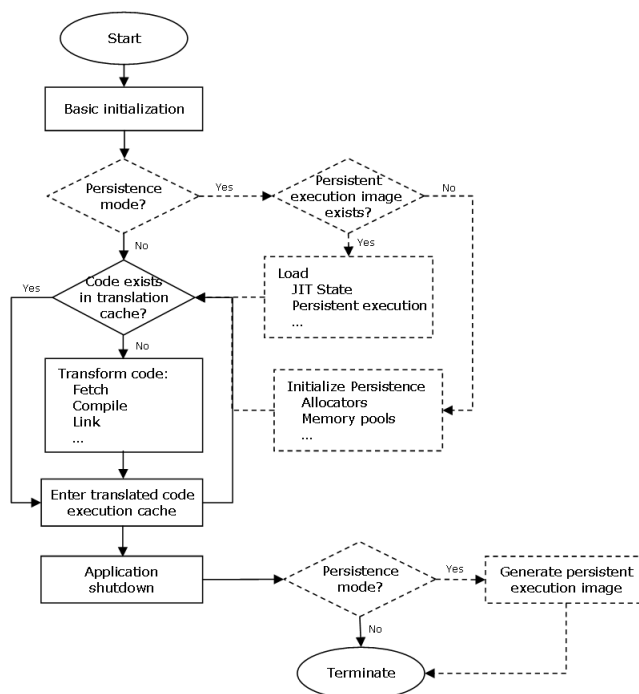 Start
Basic initialization
Persistence
mode?
Yes
Persistent
execution image
exists?
No
No
Yes
Code exists
in translation
cache?
Yes
Load
JIT State
Persistent execution
...
No
Transform code:
Fetch
Compile
Link
...
Initialize Persistence
Allocators
Memory pools
...
Enter translated code
execution cache
Application
shutdown
Persistence
mode?
Yes
Generate persistent
execution image
No
Terminate